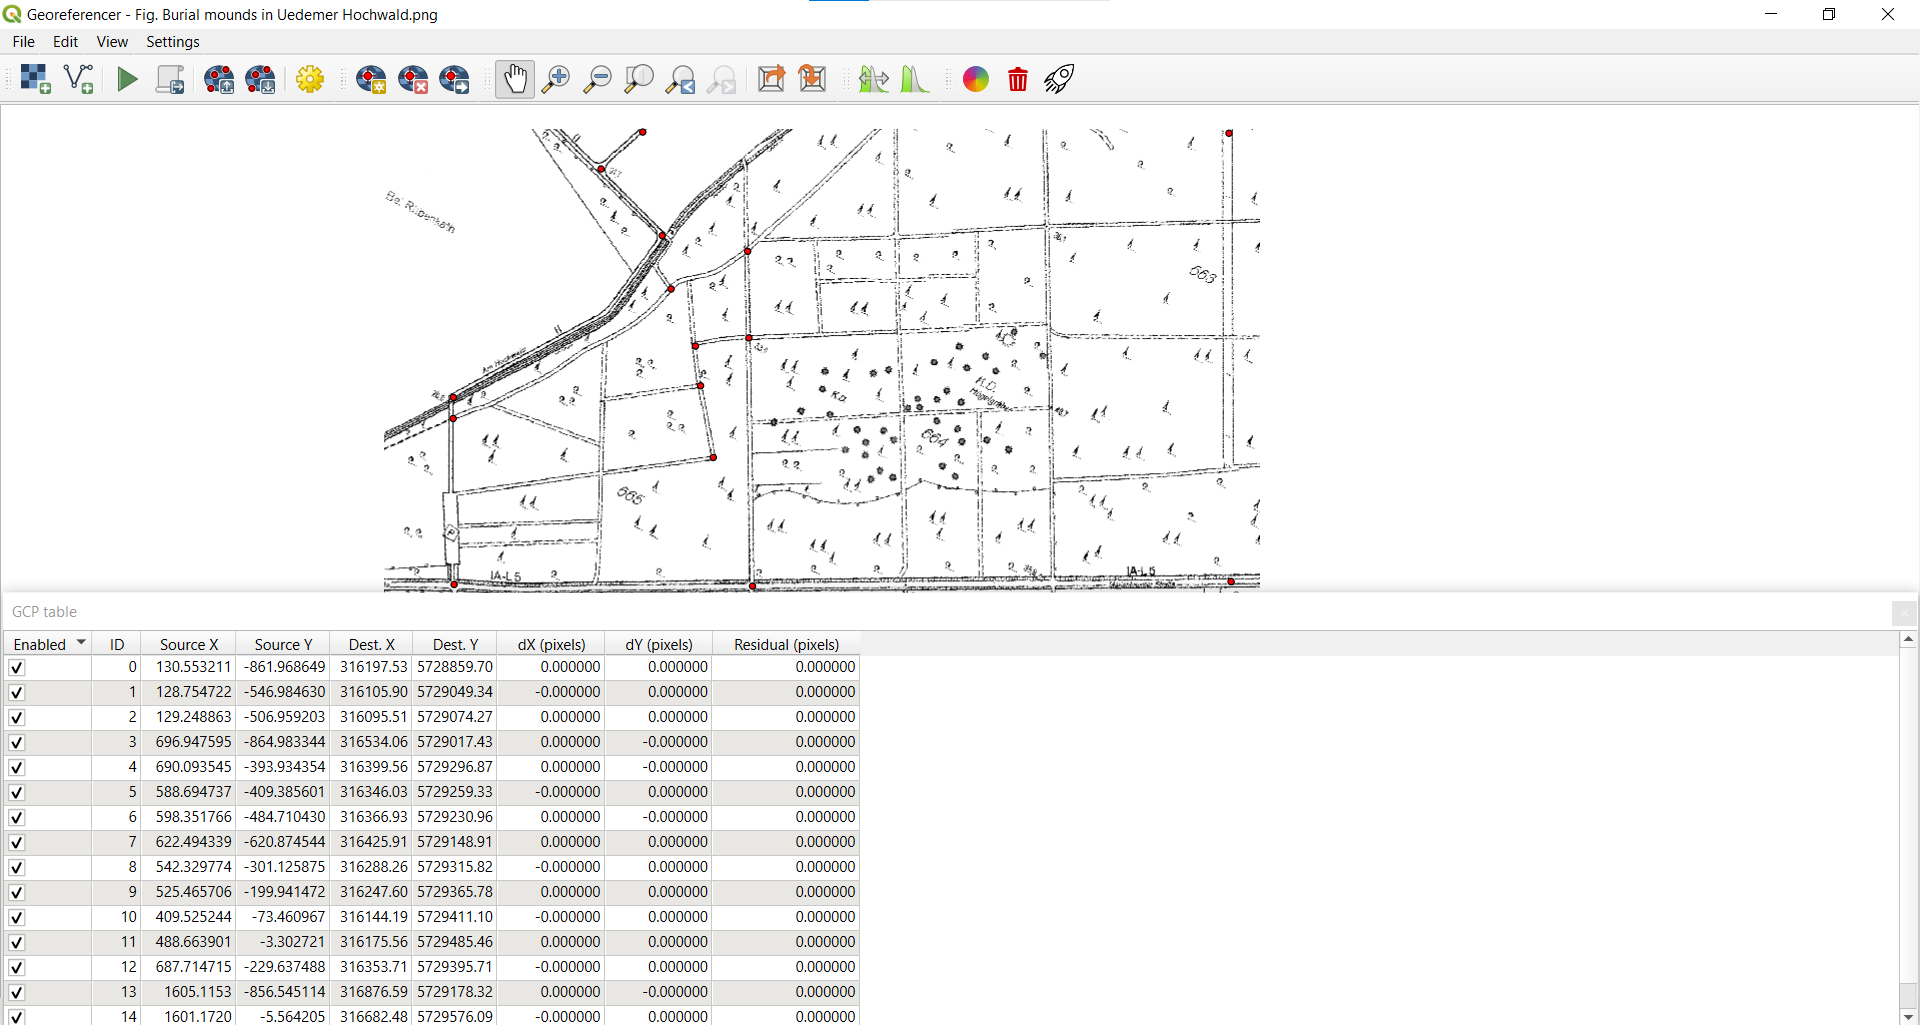 Georeferencer - Fig. Burial mounds in Uedemer Hochwald.png
File Edit View Settings
317
361
663
Am Hochwald
K.D.
Hügelgräber
K.D.
487
664
665
P
IA-L5
IA-L5
GCP table
Enabled ID Source X Source Y Dest. X Dest. Y dX (pixels) dY (pixels) Residual (pixels)
0 130.553211 -861.968649 316197.53 5728859.70 0.000000 0.000000 0.000000
1 128.754722 -546.984630 316105.90 5729049.34 -0.000000 0.000000 0.000000
2 129.248863 -506.959203 316095.51 5729074.27 0.000000 0.000000 0.000000
3 696.947595 -864.983344 316534.06 5729017.43 0.000000 -0.000000 0.000000
4 690.093545 -393.934354 316399.56 5729296.87 0.000000 -0.000000 0.000000
5 588.694737 -409.385601 316346.03 5729259.33 -0.000000 0.000000 0.000000
6 598.351766 -484.710430 316366.93 5729230.96 0.000000 -0.000000 0.000000
7 622.494339 -620.874544 316425.91 5729148.91 0.000000 0.000000 0.000000
8 542.329774 -301.125875 316288.26 5729315.82 -0.000000 0.000000 0.000000
9 525.465706 -199.941472 316247.60 5729365.78 0.000000 0.000000 0.000000
10 409.525244 -73.460967 316144.19 5729411.10 -0.000000 0.000000 0.000000
11 488.663901 -3.302721 316175.56 5729485.46 0.000000 0.000000 0.000000
12 687.714715 -229.637488 316353.71 5729395.71 -0.000000 0.000000 0.000000
13 1605.1153 -856.545114 316876.59 5729178.32 0.000000 -0.000000 0.000000
14 1601.1720 -5.564205 316682.48 5729576.09 -0.000000 0.000000 0.000000